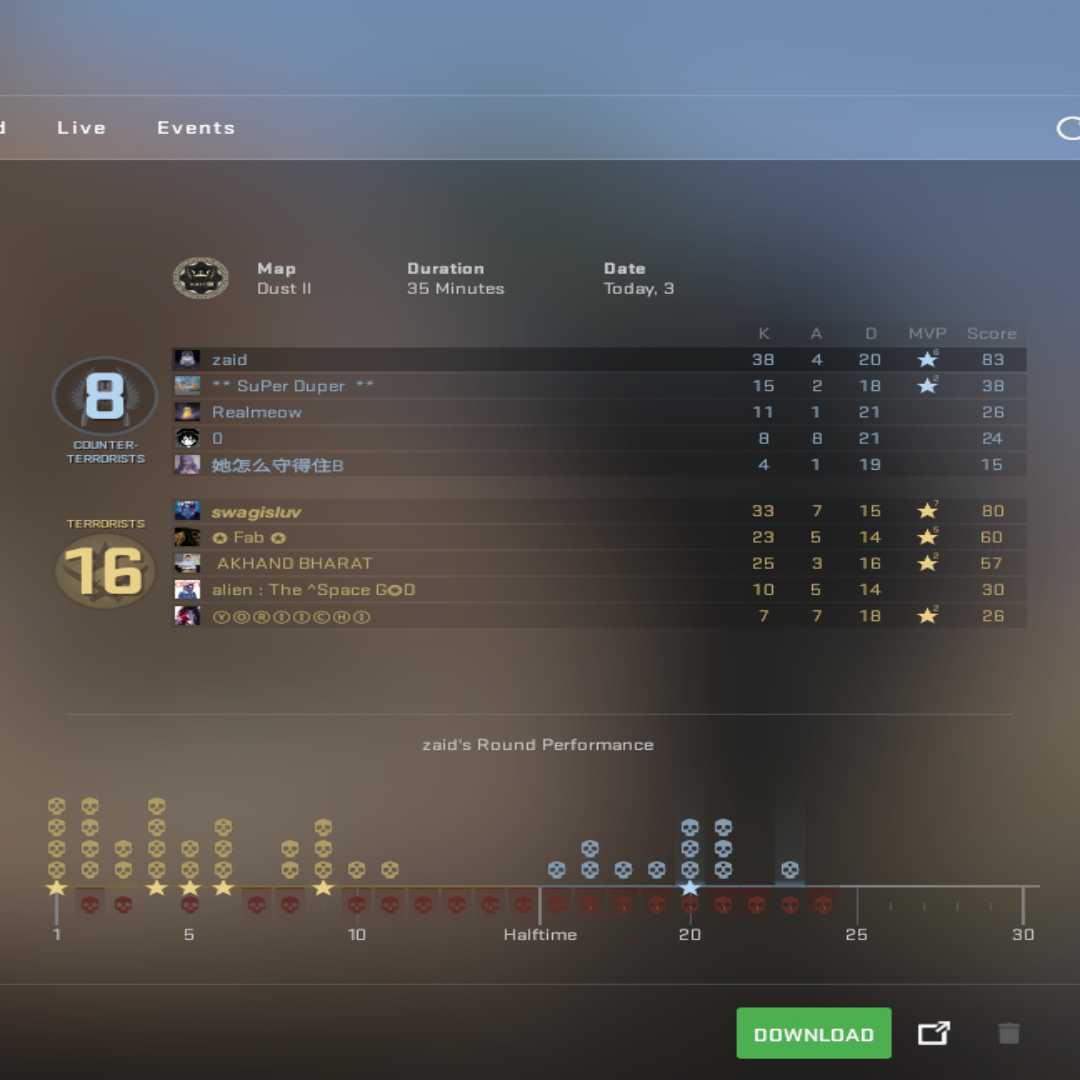 Live Events
Map Duration Date
Dust II 35 Minutes Today, 3
K A D MVP Score
8
COUNTER-
TERRORISTS
zaid 38 4 20 6 83
** SuPer Duper ** 15 2 18 2 38
Realmeow 11 1 21 26
0 8 8 21 24
她怎么守得住B 4 1 19 15
TERRORISTS
16
swagisluv 33 7 15 7 80
✪ Fab ✪ 23 5 14 5 60
AKHAND BHARAT 25 3 16 2 57
alien : The ^Space G✪D 10 5 14 30
ⓎⓄⓇⒾⒾⒸⒽⒾ 7 7 18 2 26
zaid's Round Performance
1 5 10 Halftime 20 25 30
DOWNLOAD